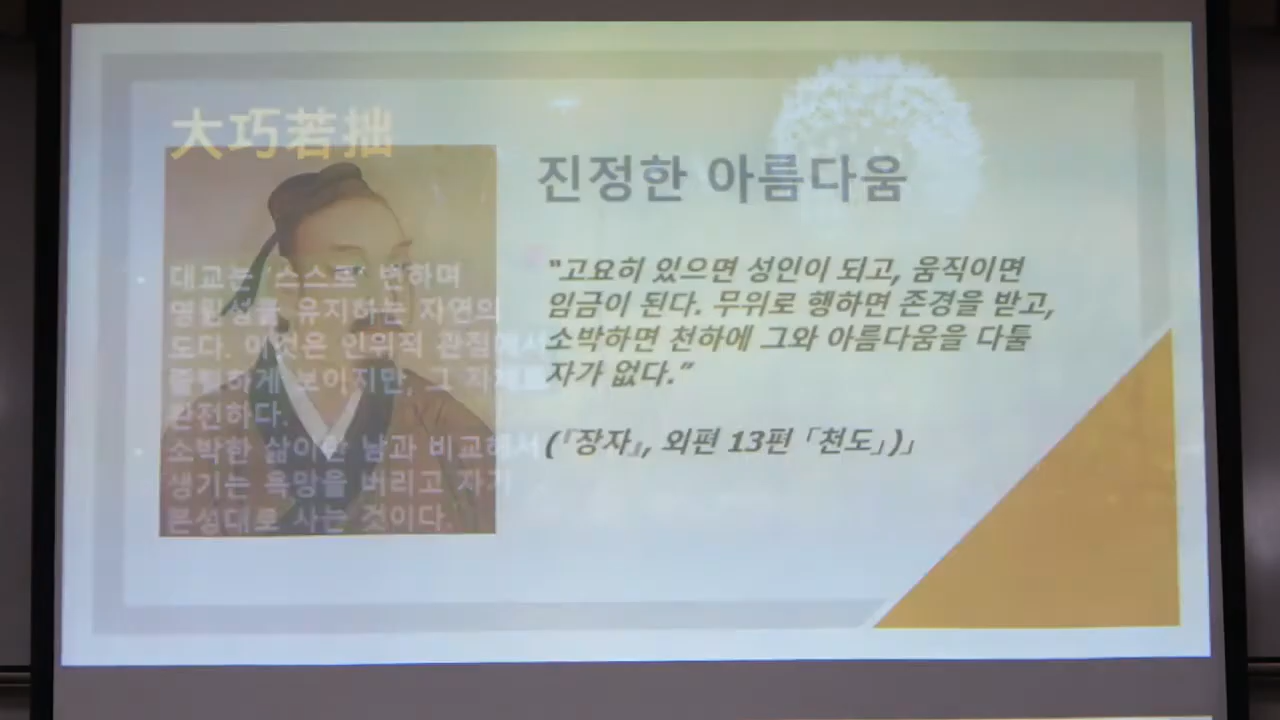 大巧若拙
대교는 '스스로' 변하며
영원성을 유지하는 자연의
도다. 이것은 인위적 관점에서
졸렬하게 보이지만, 그 자체로
완전하다.
소박한 삶이란 남과 비교해서
생기는 욕망을 버리고 자기
본성대로 사는 것이다.
진정한 아름다움
"고요히 있으면 성인이 되고, 움직이면
임금이 된다. 무위로 행하면 존경을 받고,
소박하면 천하에 그와 아름다움을 다툴
자가 없다.”
(『장자』, 외편 13편 「천도」)」